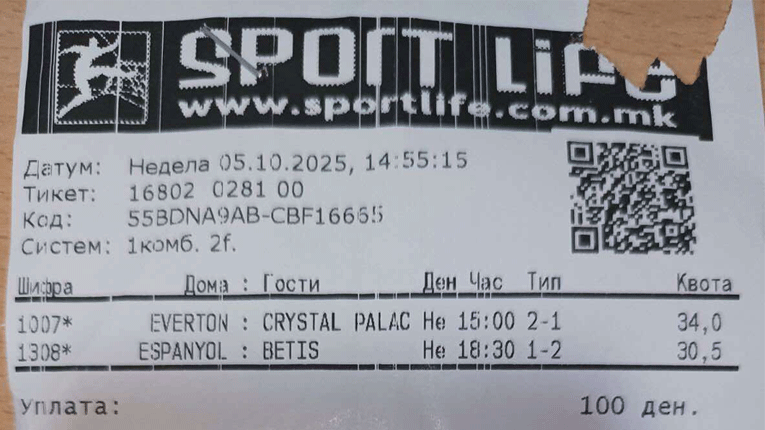 SPORT LiFE
www.sportlife.com.mk
Датум: Недела 05.10.2025, 14:55:15
Тикет: 16802 0281 00
Код: 55BDNA9AB-CBF16665
Систем: 1комб. 2f.
Шифра Дома : Гости Ден Час Тип Квота
1007* EVERTON : CRYSTAL PALAC Не 15:00 2-1 34,0
1308* ESPANYOL : BETIS Не 18:30 1-2 30,5
Уплата: 100 ден.